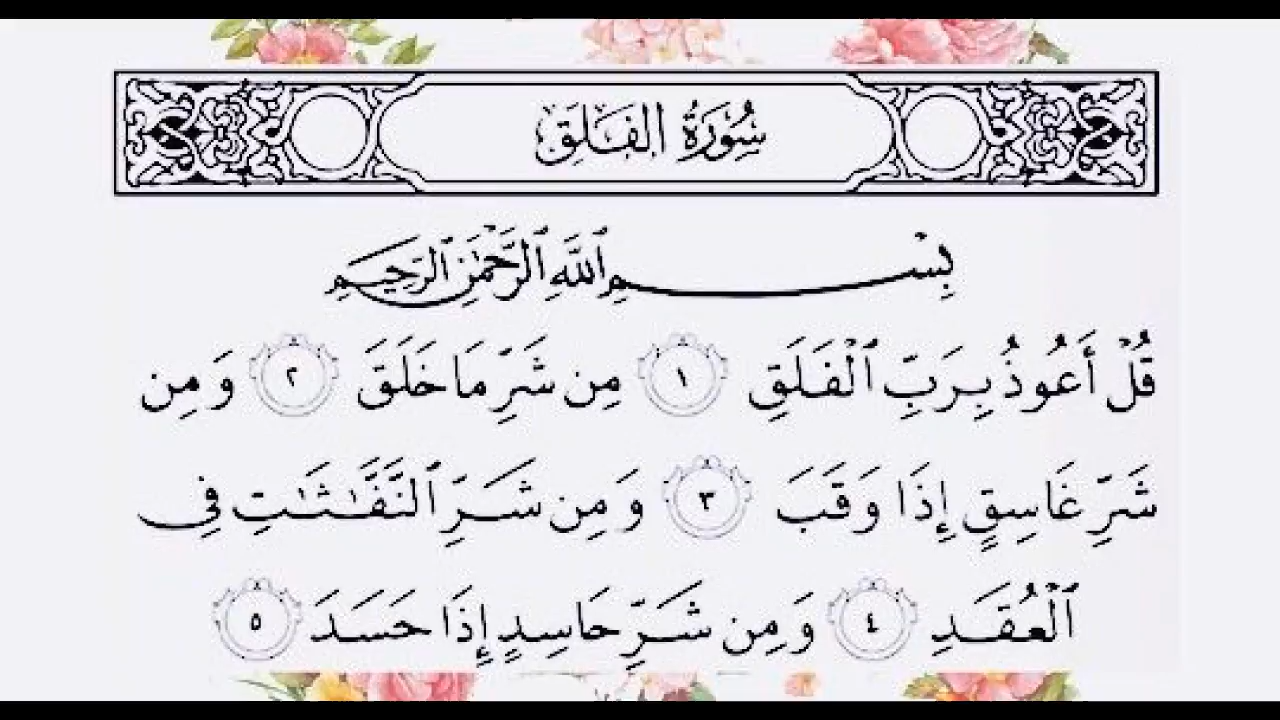 سُورَةُ الفَلَقِ
بِسْمِ ٱللَّهِ ٱلرَّحْمَٰنِ ٱلرَّحِيمِ
قُلْ أَعُوذُ بِرَبِّ ٱلْفَلَقِ ١ مِن شَرِّ مَا خَلَقَ ٢ وَمِن
شَرِّ غَاسِقٍ إِذَا وَقَبَ ٣ وَمِن شَرِّ ٱلنَّفَّٰثَٰتِ فِي
ٱلْعُقَدِ ٤ وَمِن شَرِّ حَاسِدٍ إِذَا حَسَدَ ٥